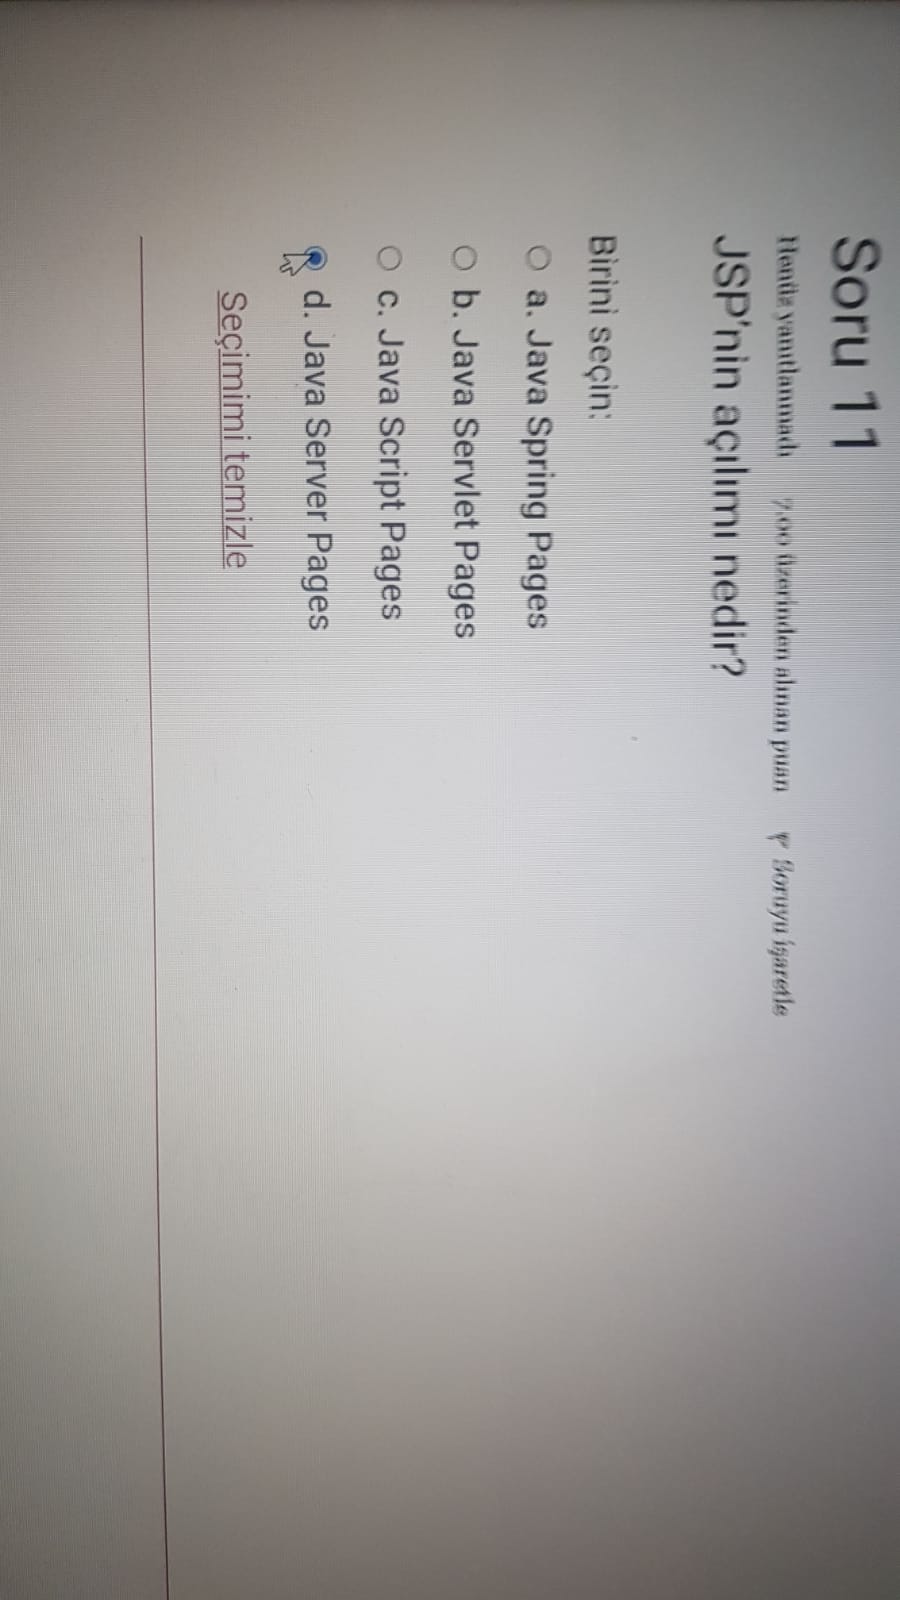 Soru 11
Henüz yanıtlanmadı 7,00 üzerinden alınan puan Soruyu işaretle
JSP'nin açılımı nedir?
Birini seçin:
a. Java Spring Pages
b. Java Servlet Pages
c. Java Script Pages
d. Java Server Pages
Seçimimi temizle